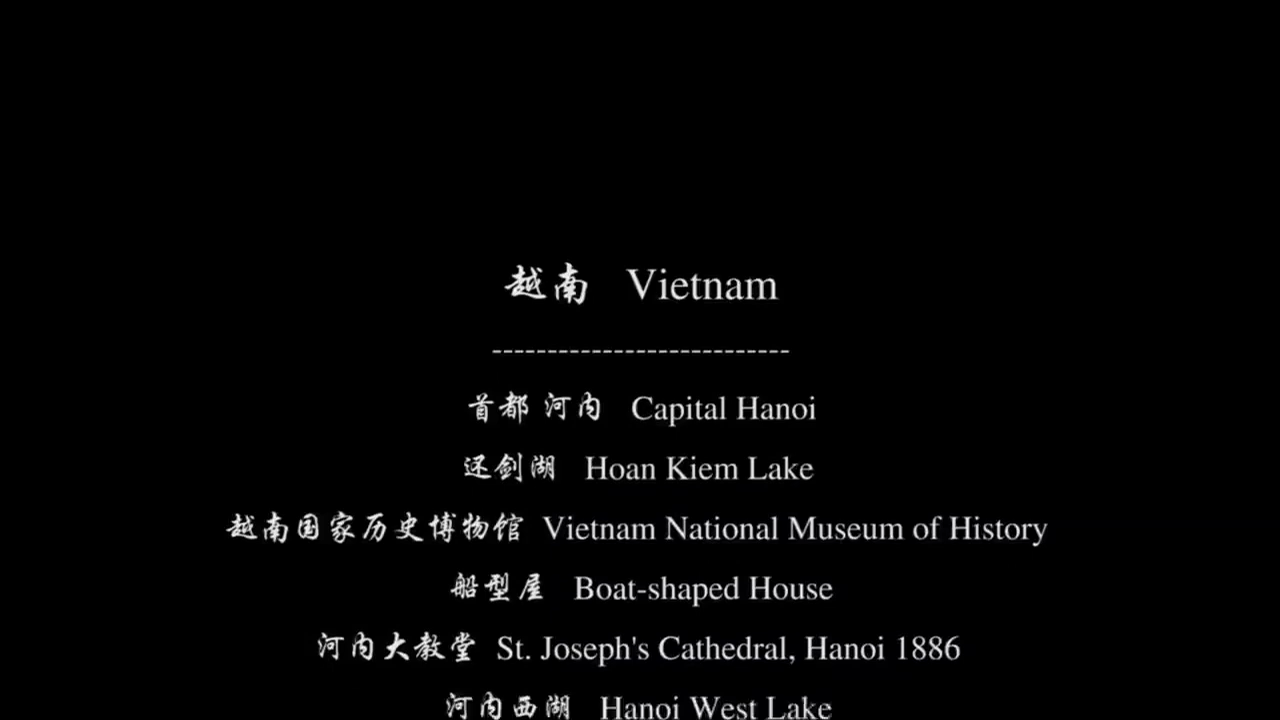 越南 Vietnam
---------------------------
首都 河内 Capital Hanoi
还剑湖 Hoan Kiem Lake
越南国家历史博物馆 Vietnam National Museum of History
船型屋 Boat-shaped House
河内大教堂 St. Joseph's Cathedral, Hanoi 1886
河内西湖 Hanoi West Lake